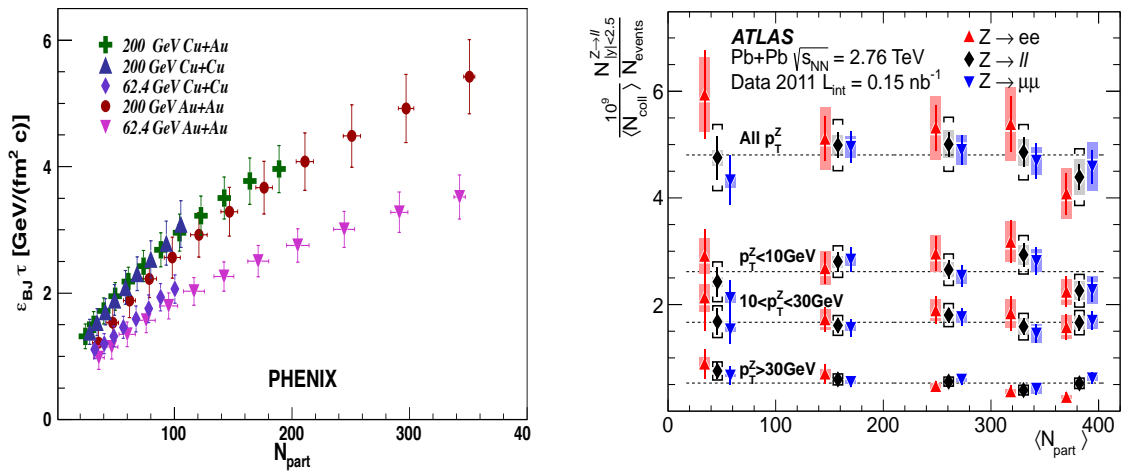 6
4
2
0
ε_BJ τ [GeV/(fm² c)]
200 GeV Cu+Au
200 GeV Cu+Cu
62.4 GeV Cu+Cu
200 GeV Au+Au
62.4 GeV Au+Au
PHENIX
100
200
300
40
N_part
10⁹ / ⟨N_coll⟩ N^{Z→ll}_{|y|<2.5} / N_events
6
4
2
ATLAS
Pb+Pb √s_NN = 2.76 TeV
Data 2011 L_int = 0.15 nb⁻¹
Z→ee
Z→ll
Z→μμ
All p_T^Z
p_T^Z<10GeV
10<p_T^Z<30GeV
p_T^Z>30GeV
0
100
200
300
400
⟨N_part⟩